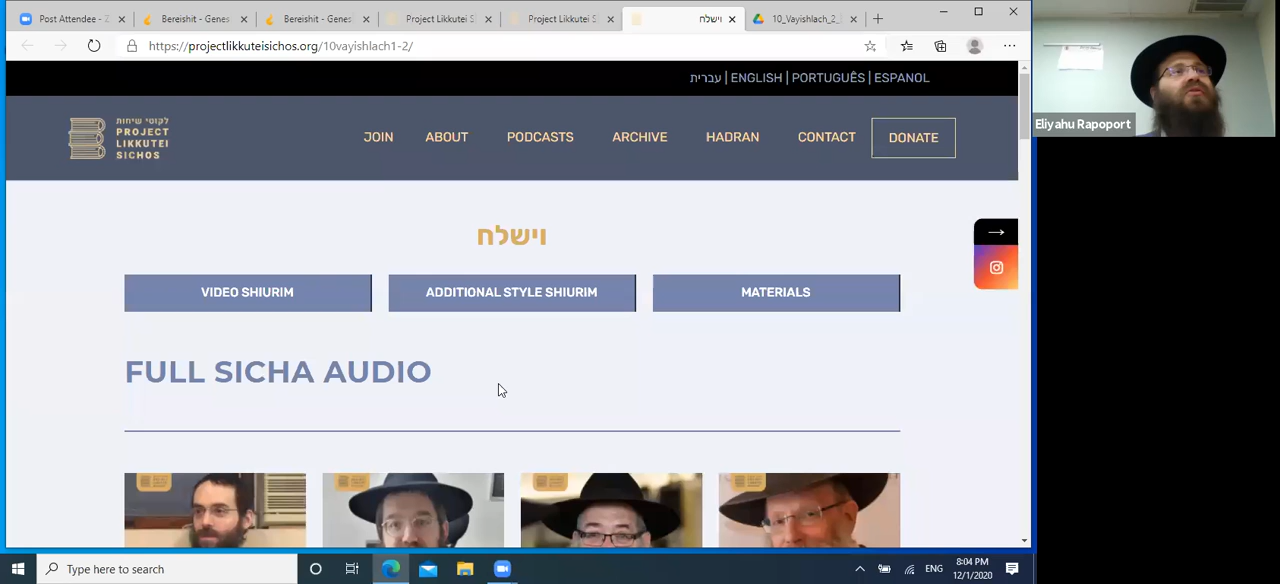 Post Attendee - Z
Bereishit - Genes
Bereishit - Genes
Project Likkutei S
Project Likkutei S
וישלח
10_Vayishlach_2_
https://projectlikkuteisichos.org/10vayishlach1-2/
עברית | ENGLISH | PORTUGUÊS | ESPANOL
לקוטי שיחות
PROJECT
LIKKUTEI
SICHOS
JOIN
ABOUT
PODCASTS
ARCHIVE
HADRAN
CONTACT
DONATE
וישלח
VIDEO SHIURIM
ADDITIONAL STYLE SHIURIM
MATERIALS
FULL SICHA AUDIO
Eliyahu Rapoport
Type here to search
ENG
8:04 PM
12/1/2020